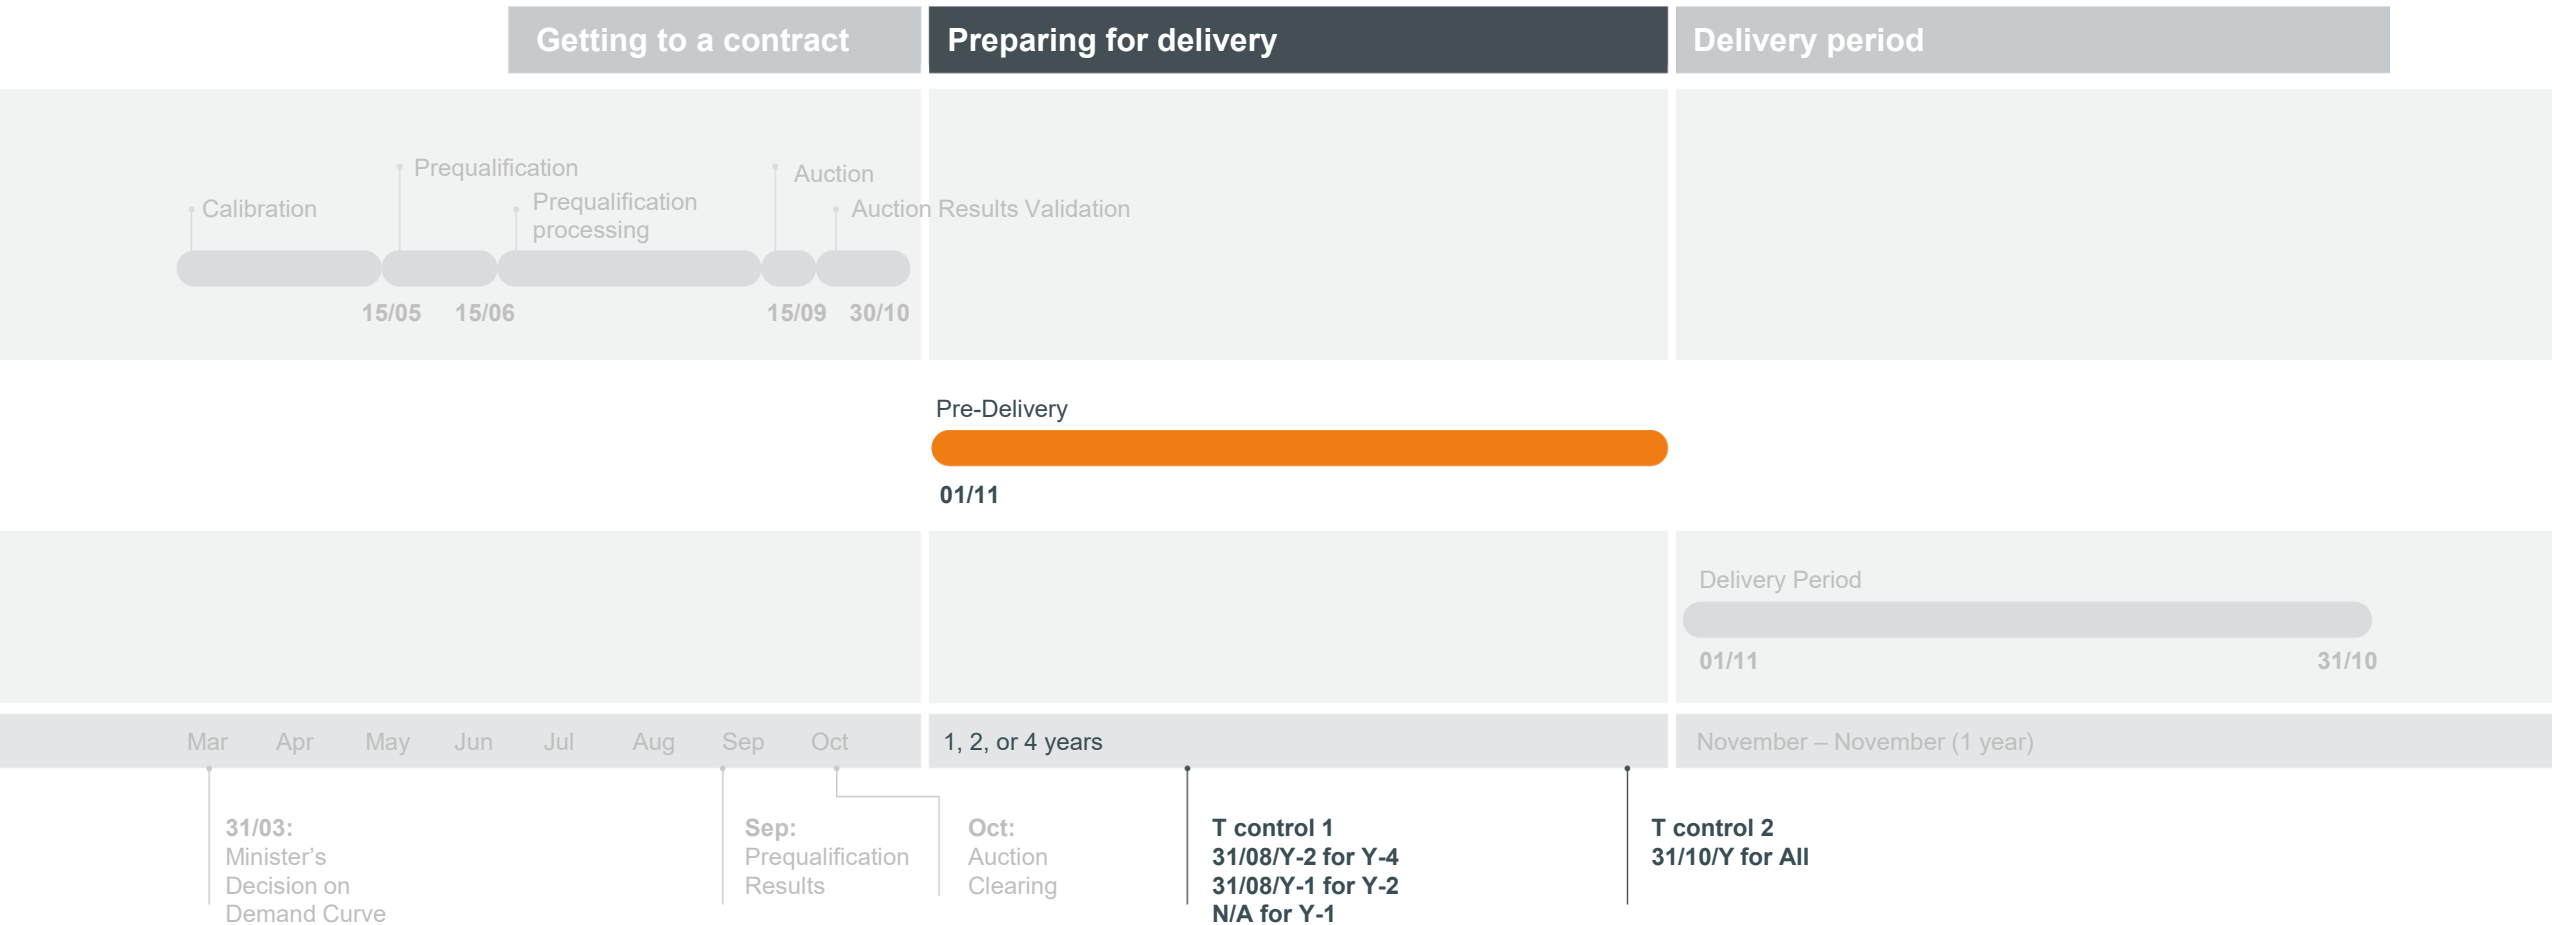 Getting to a contract
Preparing for delivery
Delivery period
Prequalification
Auction
Calibration
Prequalification
processing
Auction Results Validation
15/05
15/06
15/09
30/10
Pre-Delivery
01/11
Delivery Period
01/11
31/10
Mar
Apr
May
Jun
Jul
Aug
Sep
Oct
1, 2, or 4 years
November – November (1 year)
31/03:
Minister’s
Decision on
Demand Curve
Sep:
Prequalification
Results
Oct:
Auction
Clearing
T control 1
31/08/Y-2 for Y-4
31/08/Y-1 for Y-2
N/A for Y-1
T control 2
31/10/Y for All